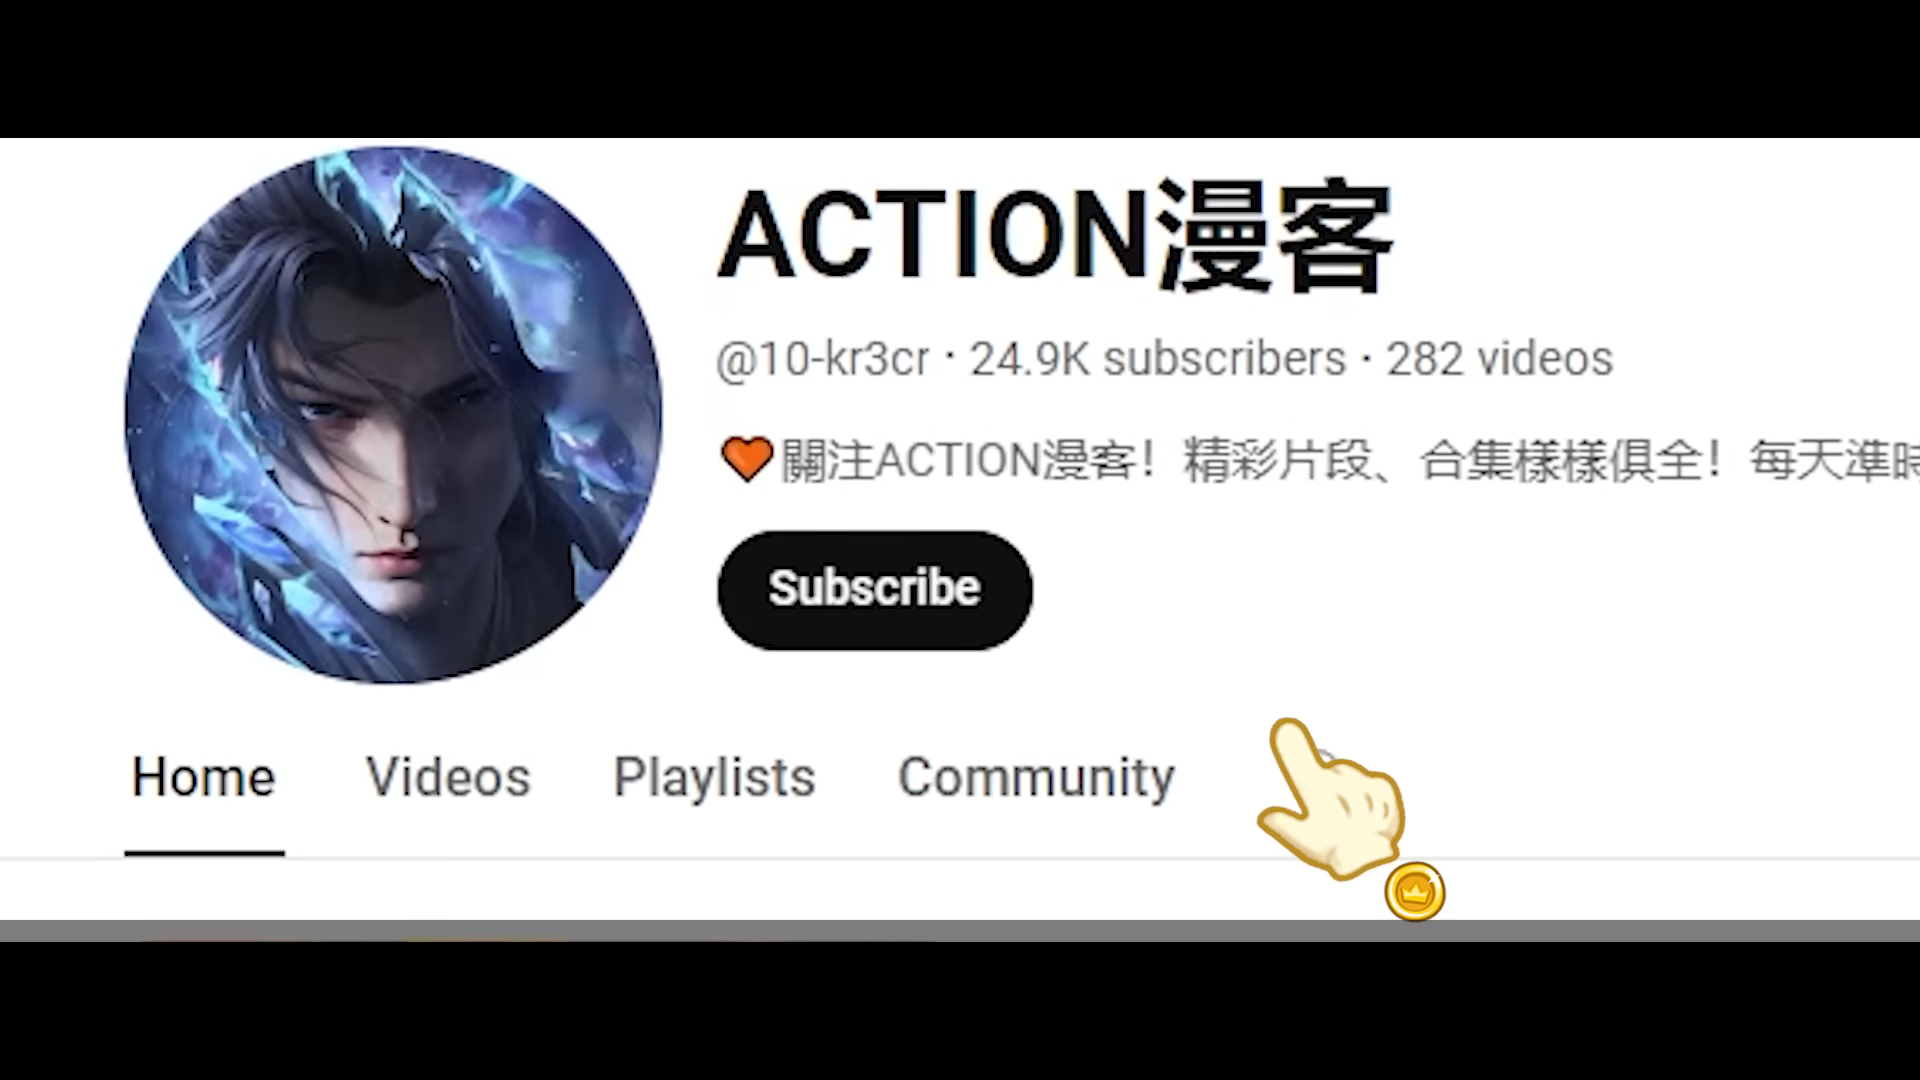 ACTION漫客
@10-kr3cr · 24.9K subscribers · 282 videos
🧡關注ACTION漫客！精彩片段、合集樣樣俱全！每天準時
Subscribe
Home Videos Playlists Community